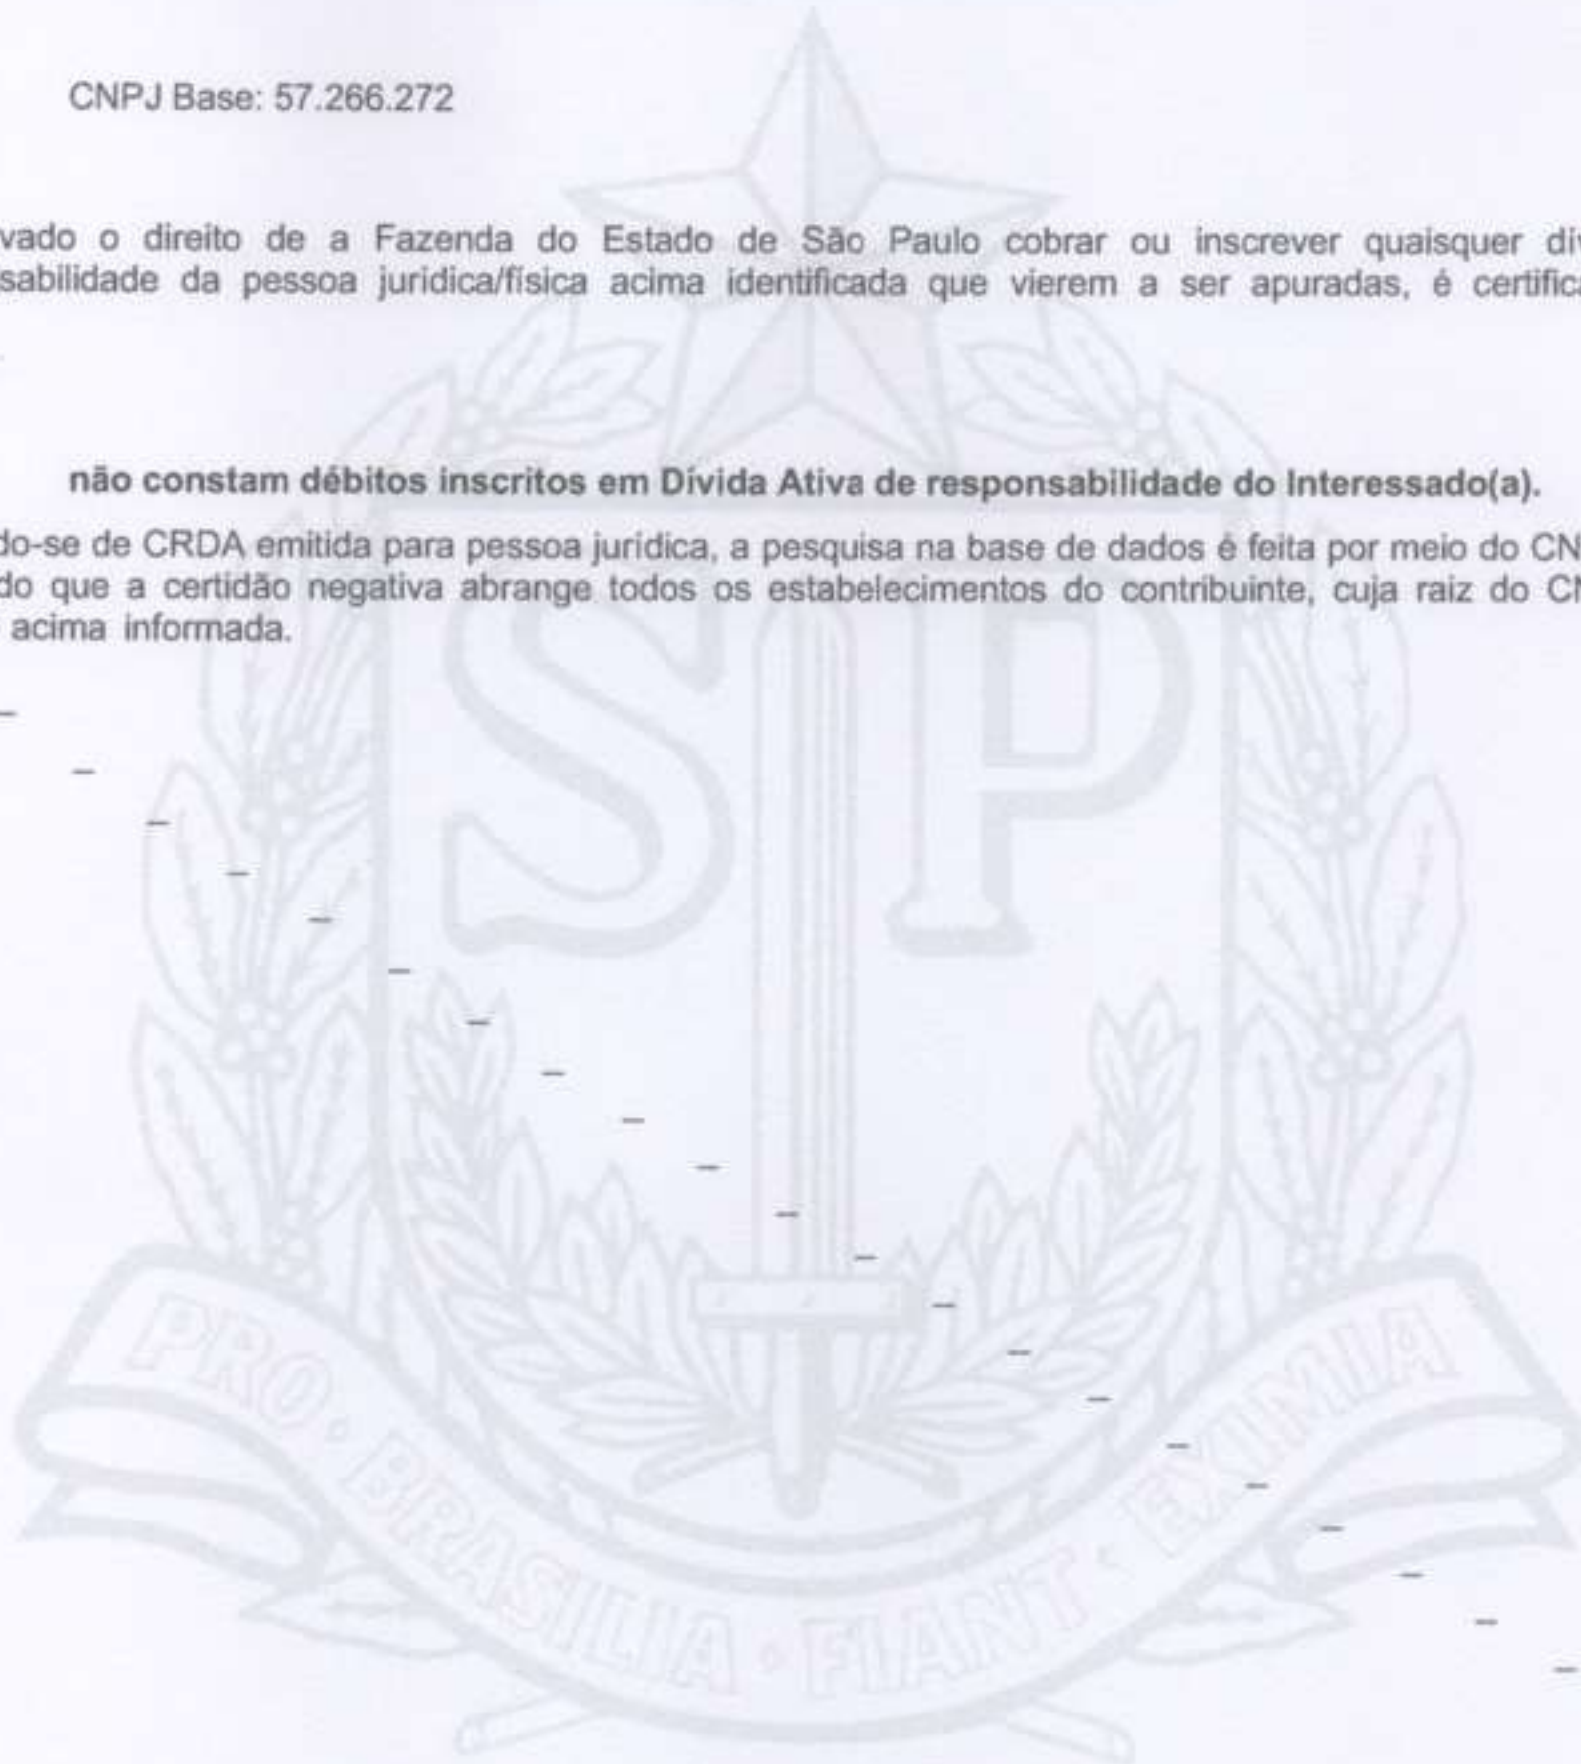 CNPJ Base: 57.266.272
vado o direito de a Fazenda do Estado de São Paulo cobrar ou inscrever quaisquer dív
sabilidade da pessoa jurídica/física acima identificada que vierem a ser apuradas, é certifica
não constam débitos inscritos em Dívida Ativa de responsabilidade do Interessado(a).
do-se de CRDA emitida para pessoa jurídica, a pesquisa na base de dados é feita por meio do CN
do que a certidão negativa abrange todos os estabelecimentos do contribuinte, cuja raiz do CN
acima informada.
SP
PRO • BRASILIA • FIANT • EXIMIA